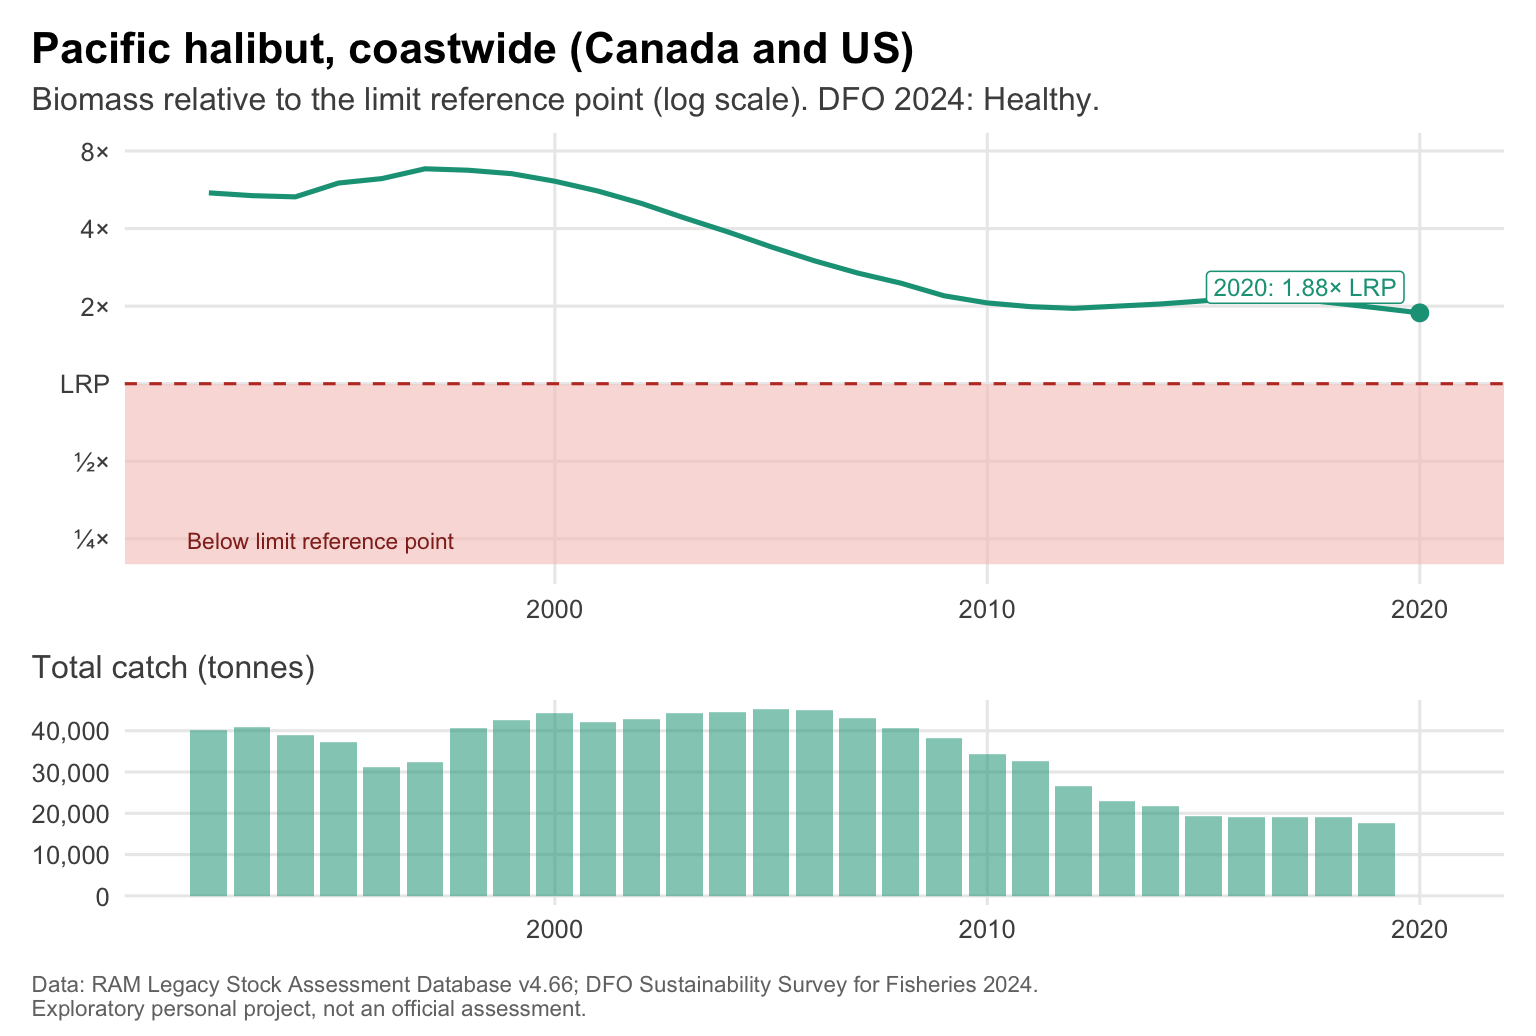 Pacific halibut, coastwide (Canada and US)
Biomass relative to the limit reference point (log scale). DFO 2024: Healthy.
8×
4×
2×
LRP
½×
¼×
2020: 1.88× LRP
Below limit reference point
2000
2010
2020
Total catch (tonnes)
40,000
30,000
20,000
10,000
0
2000
2010
2020
Data: RAM Legacy Stock Assessment Database v4.66; DFO Sustainability Survey for Fisheries 2024.
Exploratory personal project, not an official assessment.